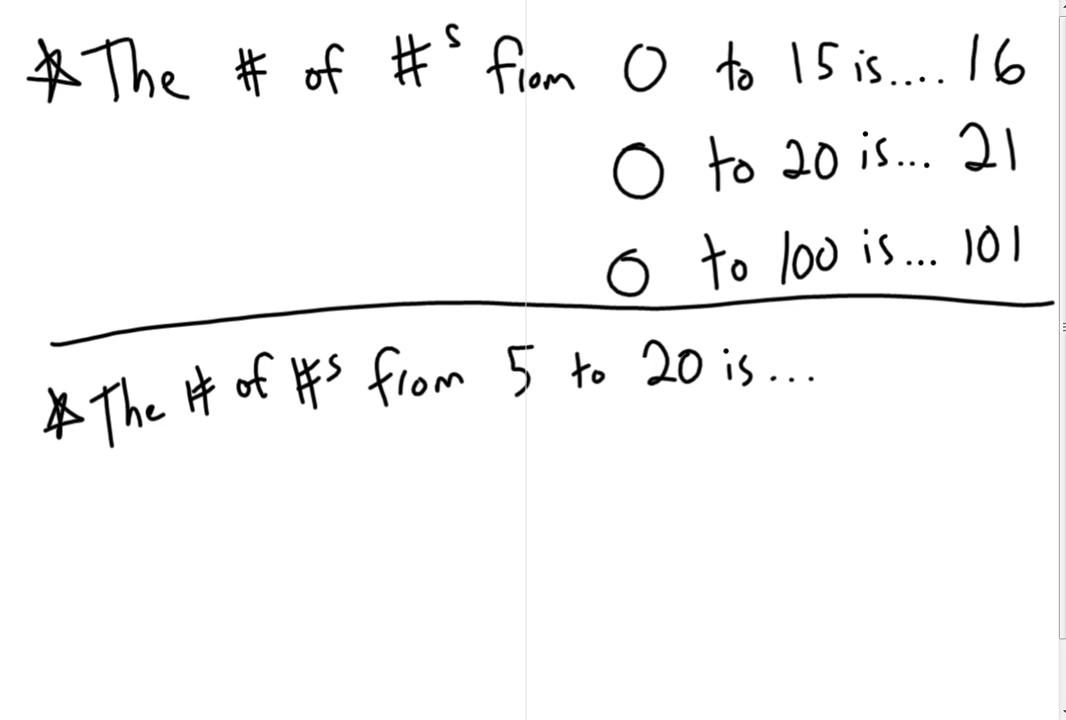 * The # of #s from 0 to 15 is.... 16
0 to 20 is... 21
0 to 100 is... 101
* The # of #s from 5 to 20 is...